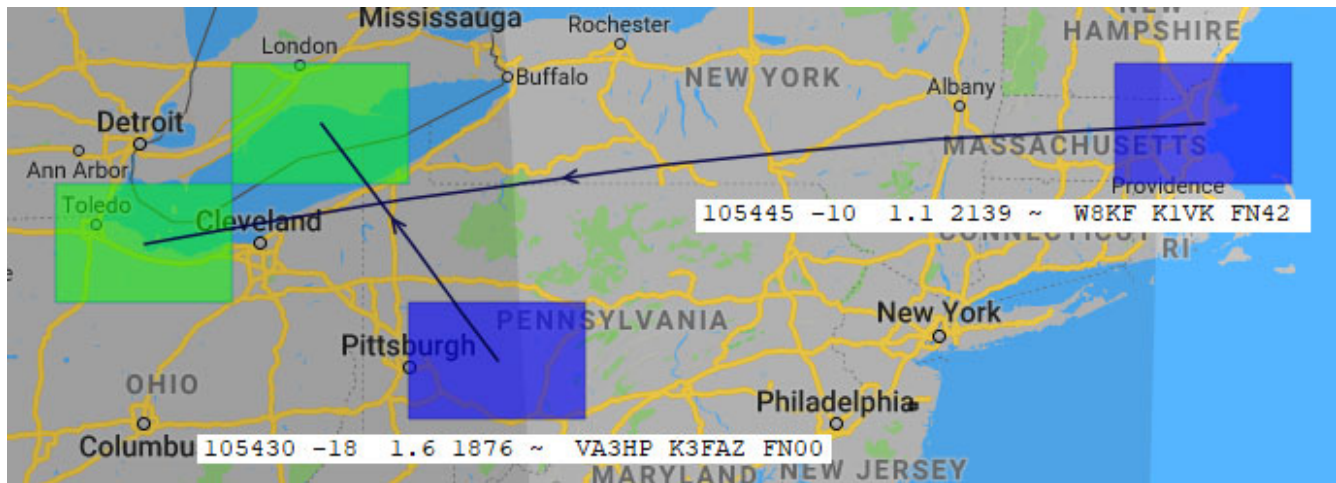 Mississauga
Rochester
NEW
HAMPSHIRE
London
Buffalo
NEW YORK
Albany
Detroit
Ann Arbor
MASSACHUSETTS
Toledo
Cleveland
Providence
105445 -10 1.1 2139 ~ W8KF K1VK FN42
CONNECTICUT
RI
PENNSYLVANIA
New York
Pittsburgh
OHIO
Philadelphia
Columbu
105430 -18 1.6 1876 ~ VA3HP K3FAZ FN00
MARYLAND
NEW JERSEY